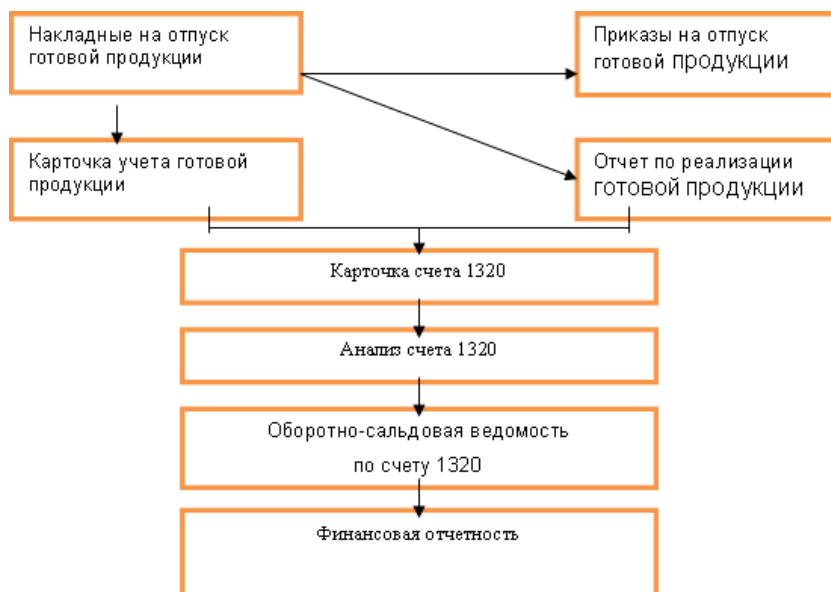 Накладные на отпуск
готовой продукции
Приказы на отпуск
готовой продукции
Карточка учета готовой
продукции
Отчет по реализации
готовой продукции
Карточка счета 1320
Анализ счета 1320
Оборотно-сальдовая ведомость
по счету 1320
Финансовая отчетность